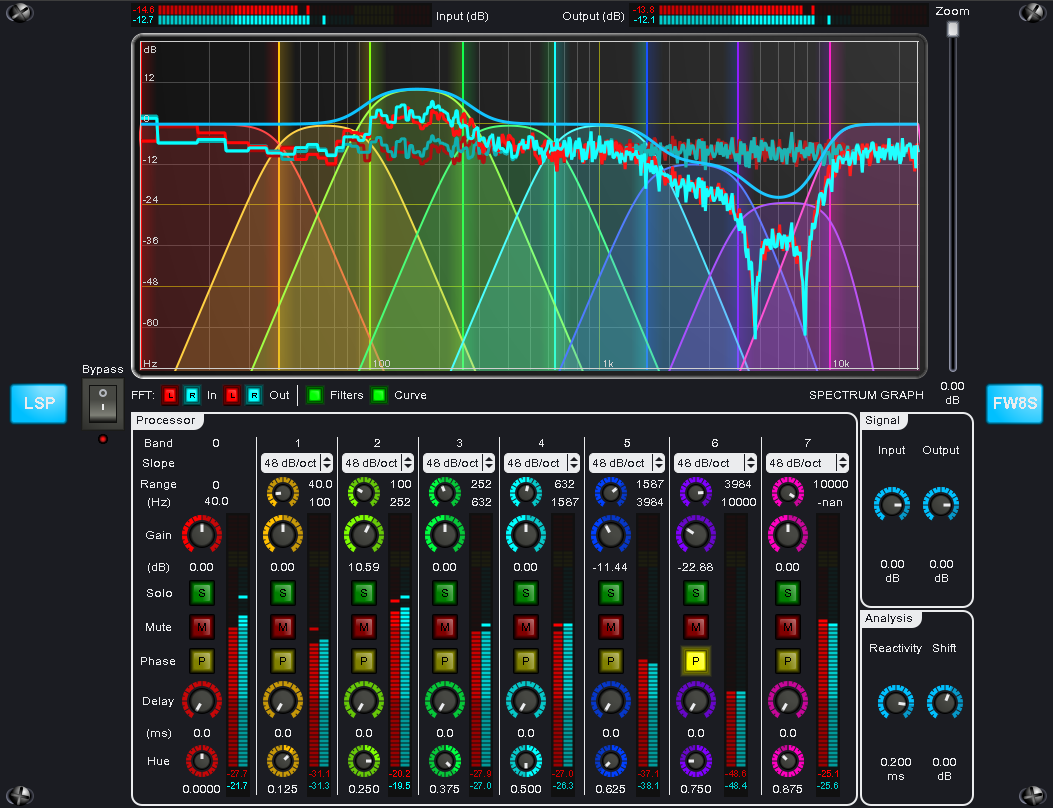 -14.6
-12.7
Input (dB)
Output (dB)
-13.8
-12.1
Zoom
dB
12
0
-12
-24
-36
-48
-60
Hz
100
1k
10k
Bypass
0.00
dB
LSP
FW8S
FFT: L R In L R Out Filters Curve SPECTRUM GRAPH
Processor
Band 0 1 2 3 4 5 6 7
Slope 48 dB/oct 48 dB/oct 48 dB/oct 48 dB/oct 48 dB/oct 48 dB/oct 48 dB/oct
Range 0 40.0 100 252 632 1587 3984 10000
(Hz) 40.0 100 252 632 1587 3984 10000 -nan
Gain
(dB) 0.00 0.00 10.59 0.00 0.00 -11.44 -22.88 0.00
Solo S S S S S S S S
Mute M M M M M M M M
Phase P P P P P P P P
Delay
(ms) 0.0 0.0 0.0 0.0 0.0 0.0 0.0 0.0
Hue
-27.7 -31.1 -20.2 -27.9 -27.0 -37.1 -48.6 -25.1
-21.7 -31.3 -19.5 -27.0 -26.3 -38.1 -48.4 -25.6
0.0000 0.125 0.250 0.375 0.500 0.625 0.750 0.875
Signal
Input Output
0.00 0.00
dB dB
Analysis
Reactivity Shift
0.200 0.00
ms dB